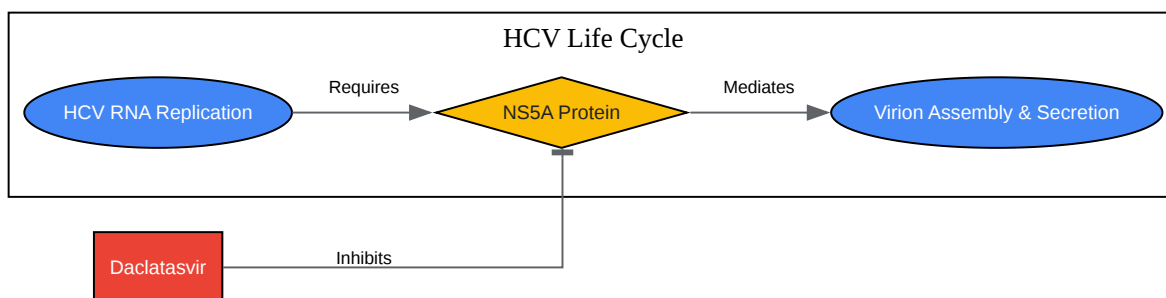 HCV Life Cycle
Requires
Mediates
HCV RNA Replication
NS5A Protein
Virion Assembly & Secretion
Inhibits
Daclatasvir